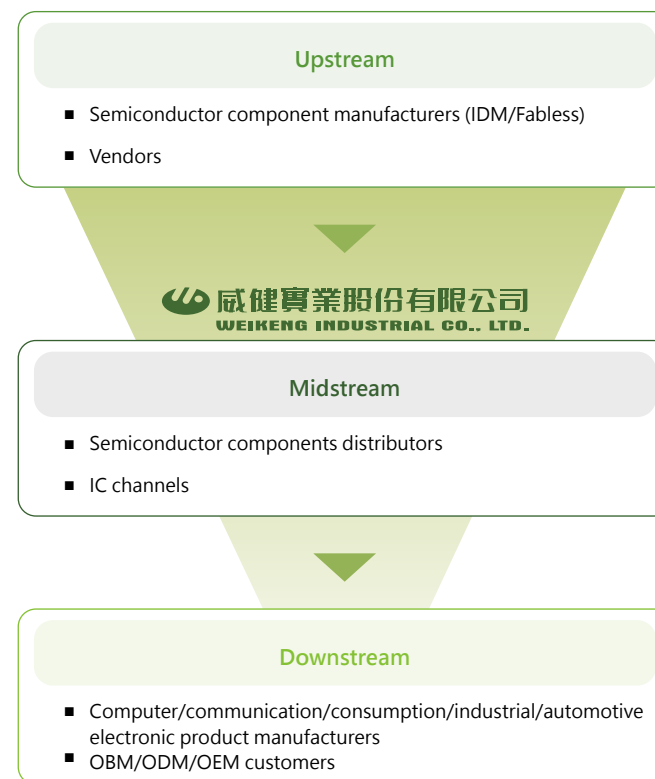 Upstream
■ Semiconductor component manufacturers (IDM/Fabless)
■ Vendors
威健實業股份有限公司
WEIKENG INDUSTRIAL CO., LTD.
Midstream
■ Semiconductor components distributors
■ IC channels
Downstream
■ Computer/communication/consumption/industrial/automotive
electronic product manufacturers
■ OBM/ODM/OEM customers